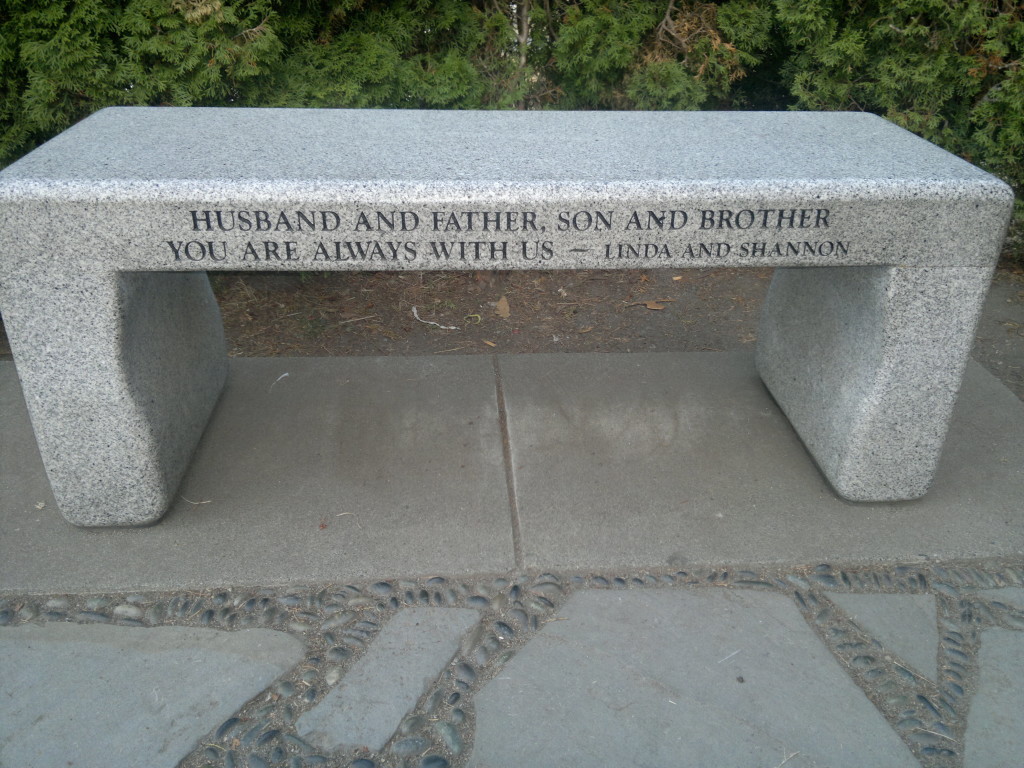 HUSBAND AND FATHER, SON AND BROTHER
YOU ARE ALWAYS WITH US – LINDA AND SHANNON